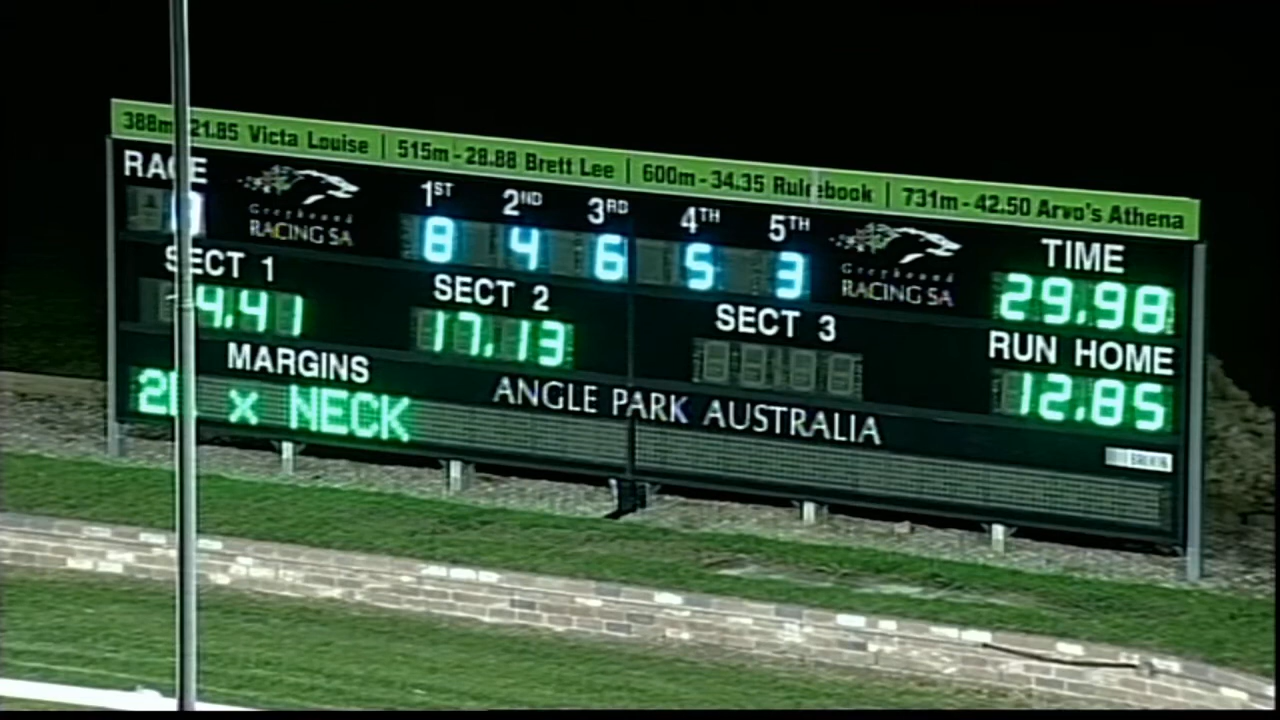 388m 21.85 Victa Louise | 515m - 28.88 Brett Lee | 600m - 34.35 Rulebook | 731m - 42.50 Arvo's Athena
RACE
Greyhound
RACING SA
1ST 2ND 3RD 4TH 5TH
8 4 6 5 3
Greyhound
RACING SA
TIME
29.98
SECT 1
4.41
SECT 2
17.13
SECT 3
RUN HOME
12.85
MARGINS
x NECK
ANGLE PARK AUSTRALIA